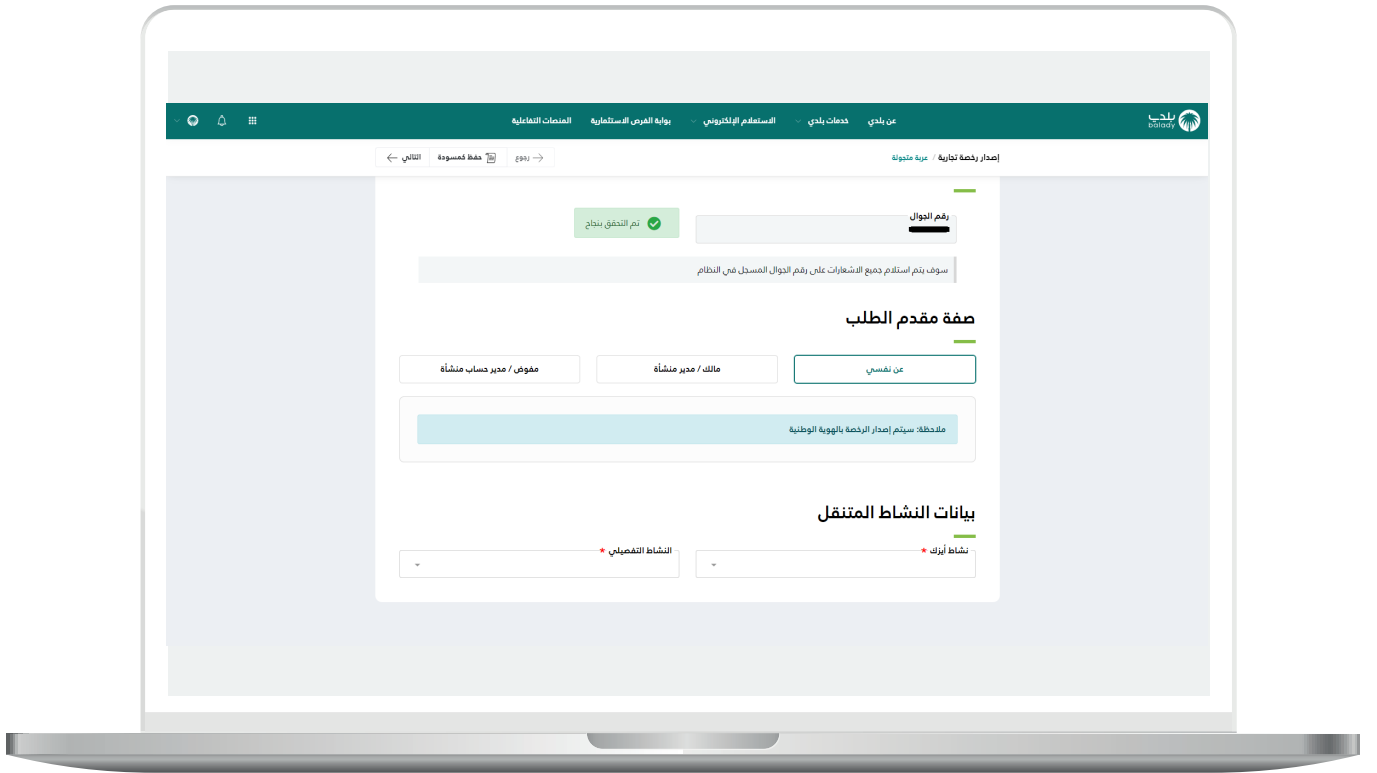 بلدي
balady
عن بلدي
خدمات بلدي
الاستعلام الإلكتروني
بوابة الفرص الاستثمارية
المنصات التفاعلية
إصدار رخصة تجارية / عربة متجولة
رجوع
حفظ كمسودة
التالي
رقم الجوال
تم التحقق بنجاح
سوف يتم استلام جميع الاشعارات على رقم الجوال المسجل في النظام
صفة مقدم الطلب
عن نفسي
مالك / مدير منشأة
مفوض / مدير حساب منشأة
ملاحظة: سيتم إصدار الرخصة بالهوية الوطنية
بيانات النشاط المتنقل
نشاط أيزك *
النشاط التفصيلي *